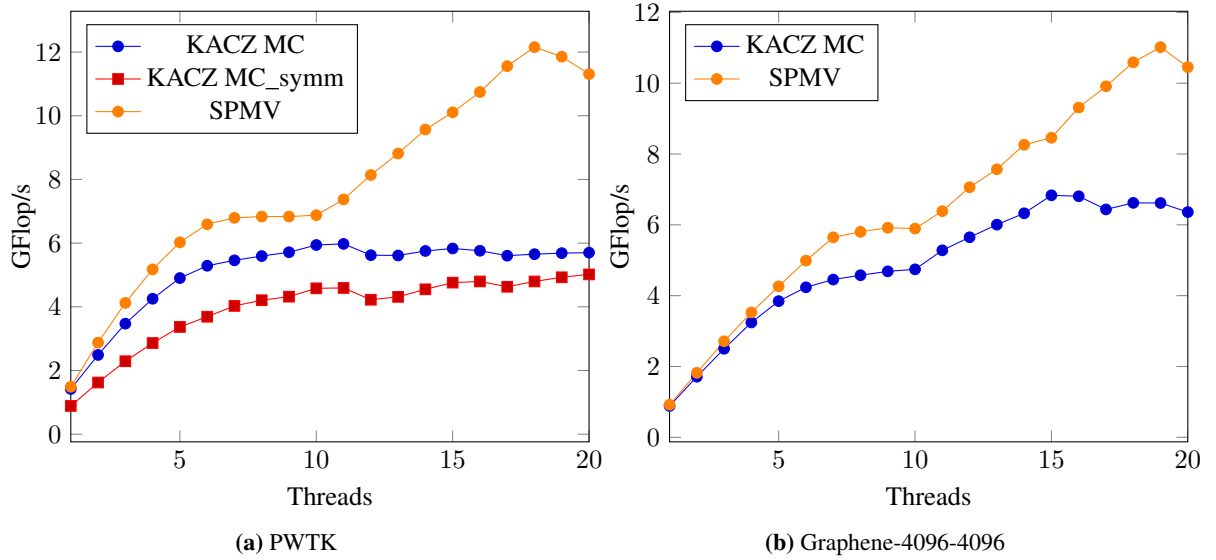 KACZ MC
KACZ MC_symm
SPMV
GFlop/s
12
10
8
6
4
2
0
5
10
15
20
Threads
(a) PWTK
KACZ MC
SPMV
GFlop/s
12
10
8
6
4
2
0
5
10
15
20
Threads
(b) Graphene-4096-4096